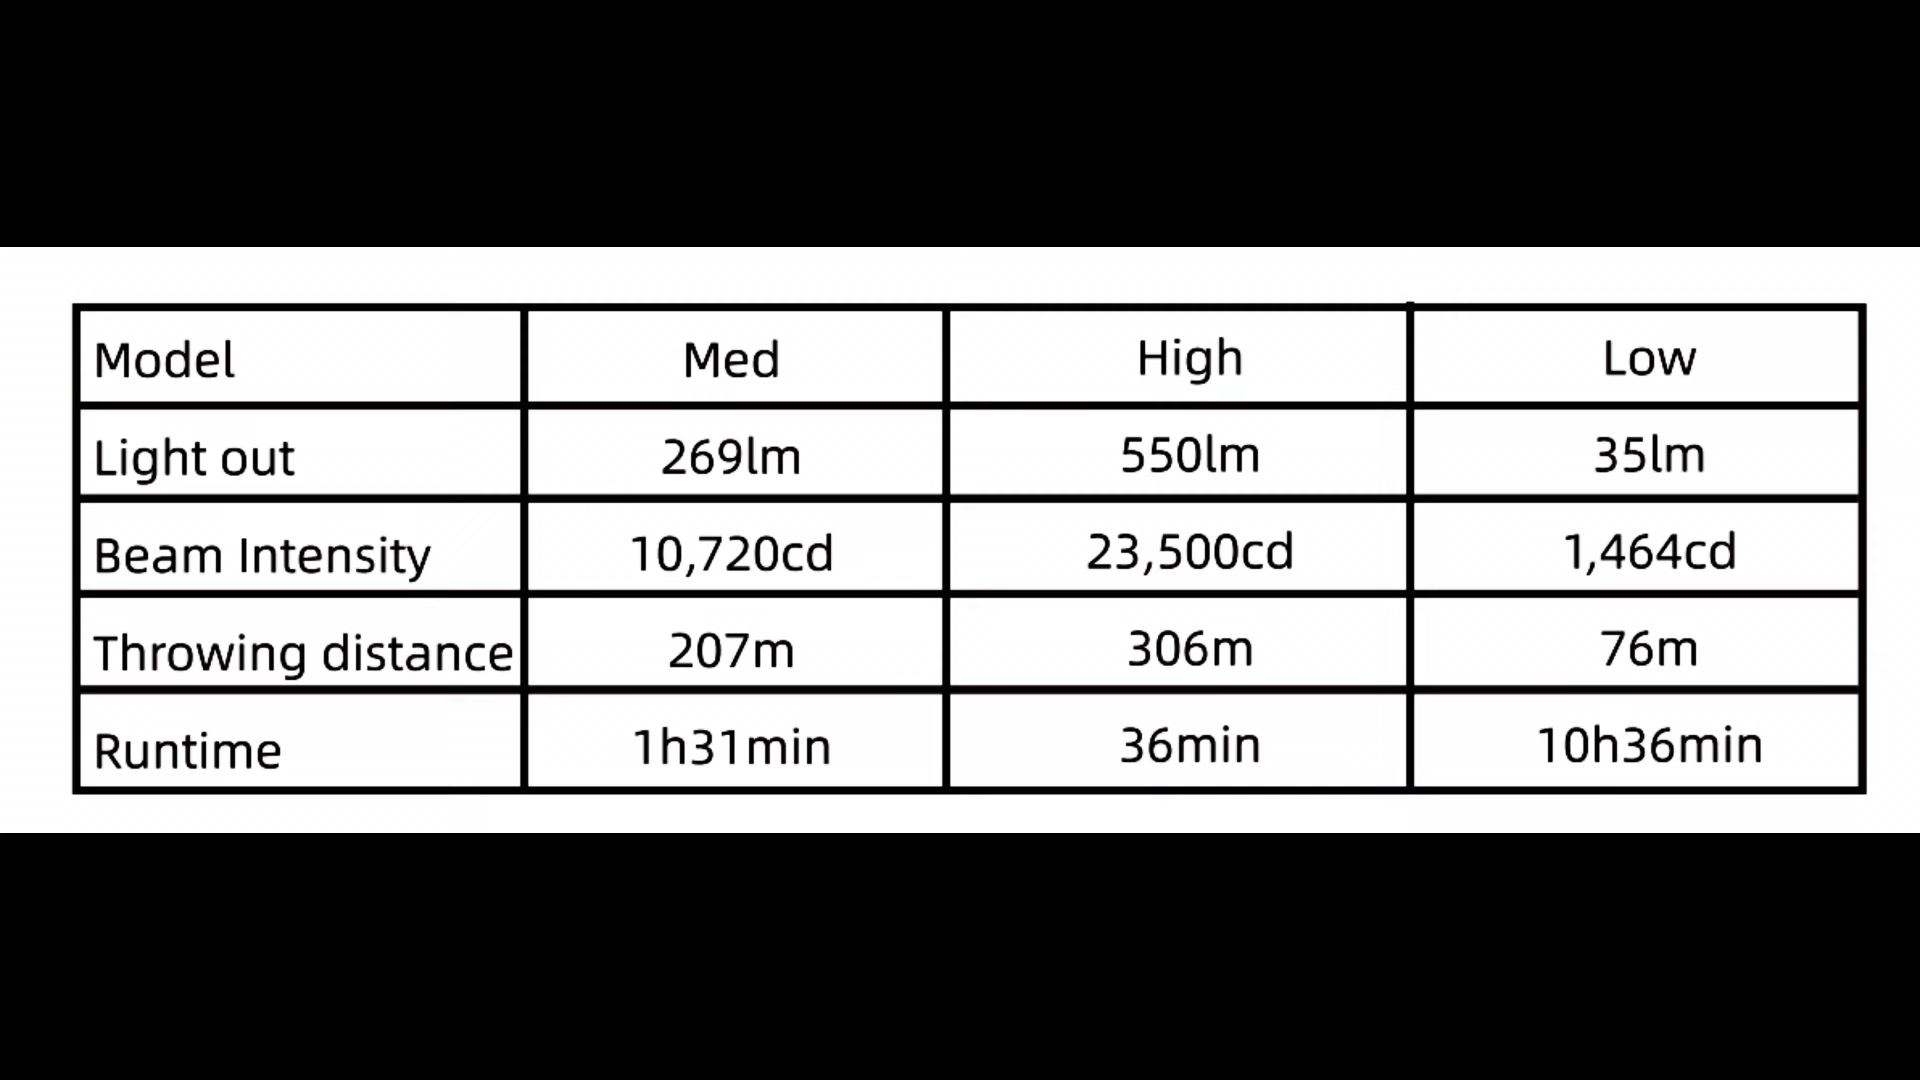 Model Med High Low
Light out 269lm 550lm 35lm
Beam Intensity 10,720cd 23,500cd 1,464cd
Throwing distance 207m 306m 76m
Runtime 1h31min 36min 10h36min